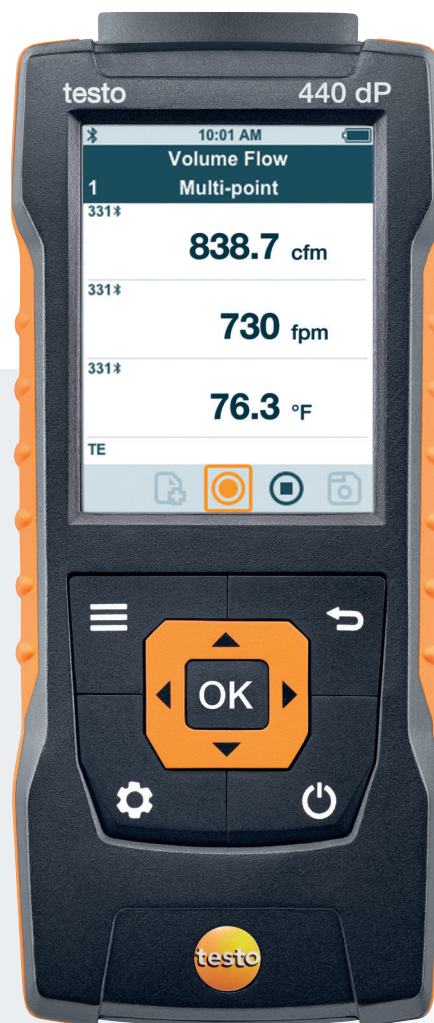 testo 440 dP
10:01 AM
Volume Flow
1 Multi-point
331
838.7 cfm
331
730 fpm
331
76.3 °F
TE
OK
testo